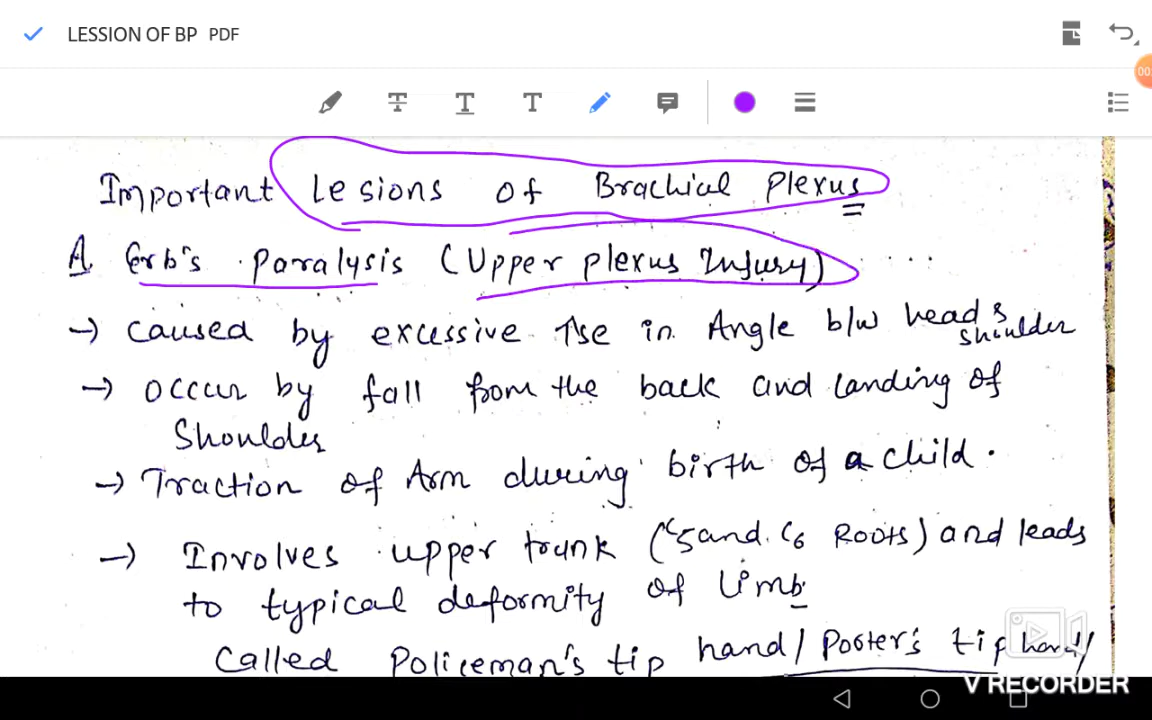 LESSION OF BP PDF
00
Important Lesions of Brachial Plexus
A. Erb's Paralysis (Upper plexus Injury) ....
→ Caused by excessive ↑se in Angle b/w head & shoulder
→ Occur by fall from the back and landing of
Shoulder
→ Traction of Arm during birth of a child.
→ Involves upper trunk (C5 and C6 Roots) and leads
to typical deformity of limb
Called Policeman's tip hand/ Poster's tip hand/
V RECORDER